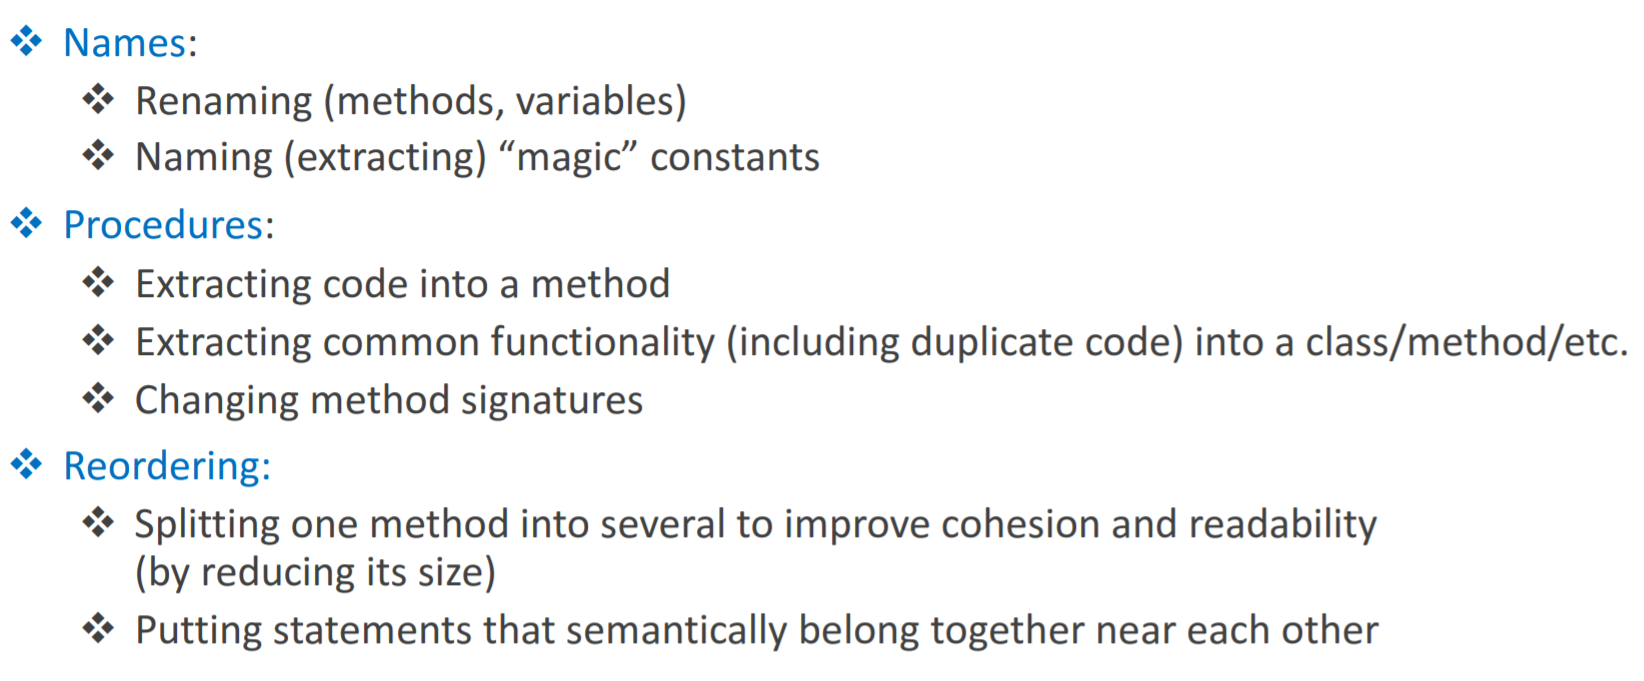 ❖ Names:
❖ Renaming (methods, variables)
❖ Naming (extracting) “magic” constants
❖ Procedures:
❖ Extracting code into a method
❖ Extracting common functionality (including duplicate code) into a class/method/etc.
❖ Changing method signatures
❖ Reordering:
❖ Splitting one method into several to improve cohesion and readability
(by reducing its size)
❖ Putting statements that semantically belong together near each other